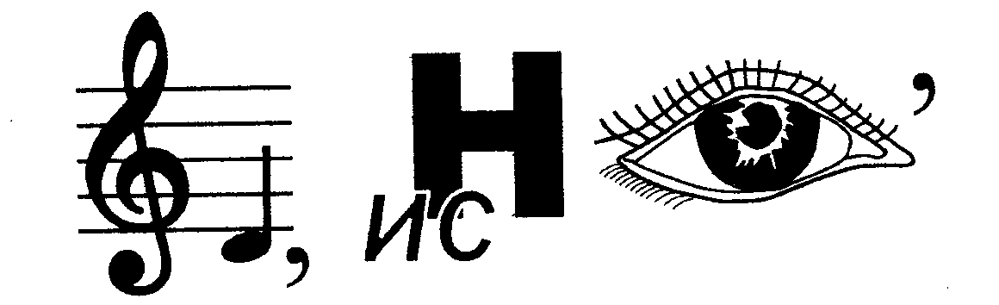 Н ,
, ис